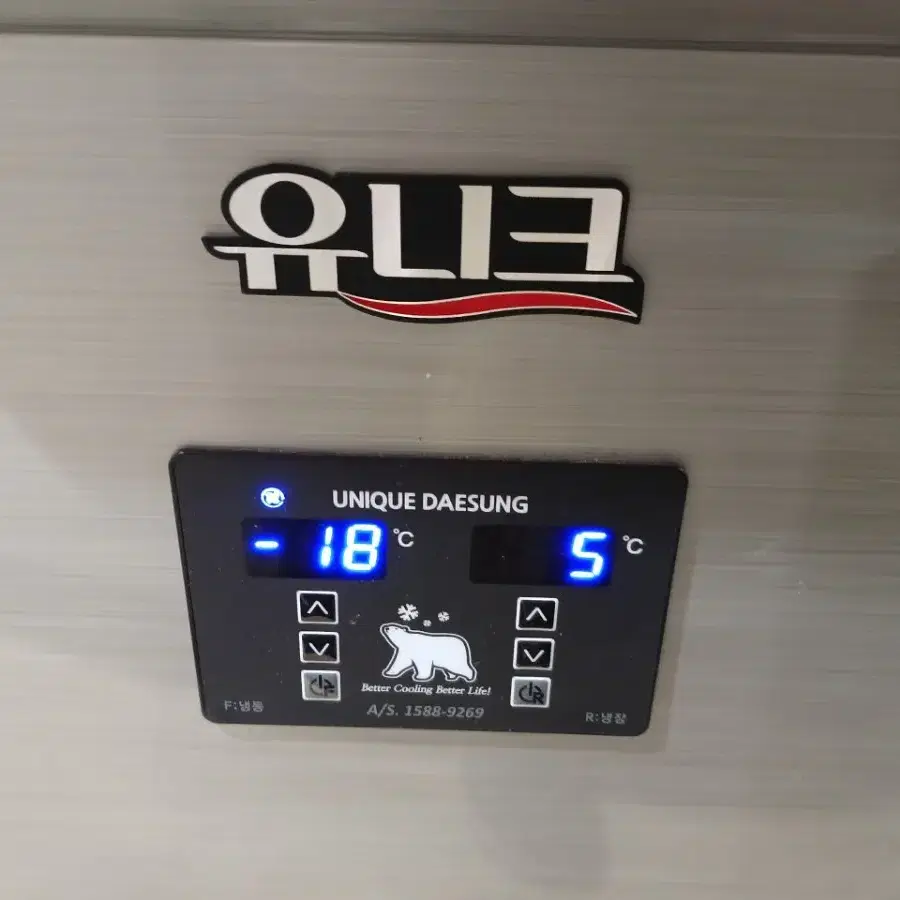 유니크
UNIQUE DAESUNG
-18 ℃ 5 ℃
Better Cooling Better Life!
A/S. 1588-9269
F:냉동 R:냉장